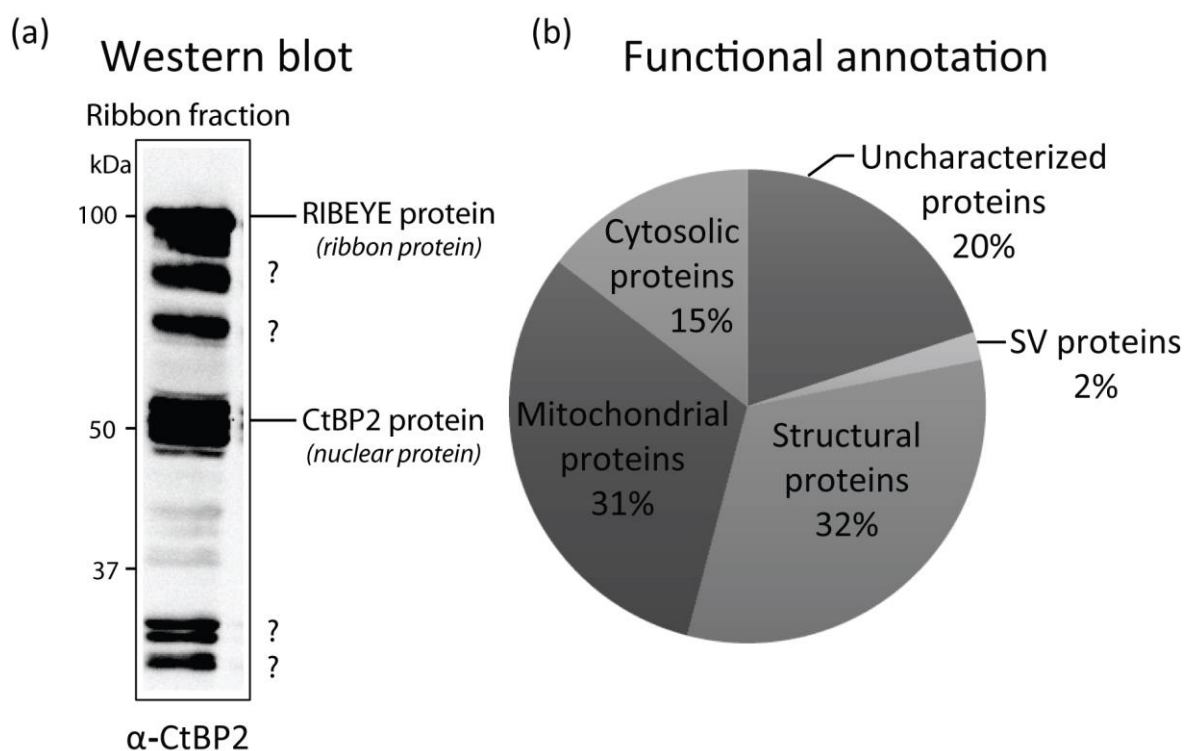 (a)
Western blot
Ribbon fraction
kDa
100
RIBEYE protein
(ribbon protein)
?
?
50
CtBP2 protein
(nuclear protein)
37
?
?
α-CtBP2
(b)
Functional annotation
Uncharacterized
proteins
20%
SV proteins
2%
Structural
proteins
32%
Mitochondrial
proteins
31%
Cytosolic
proteins
15%